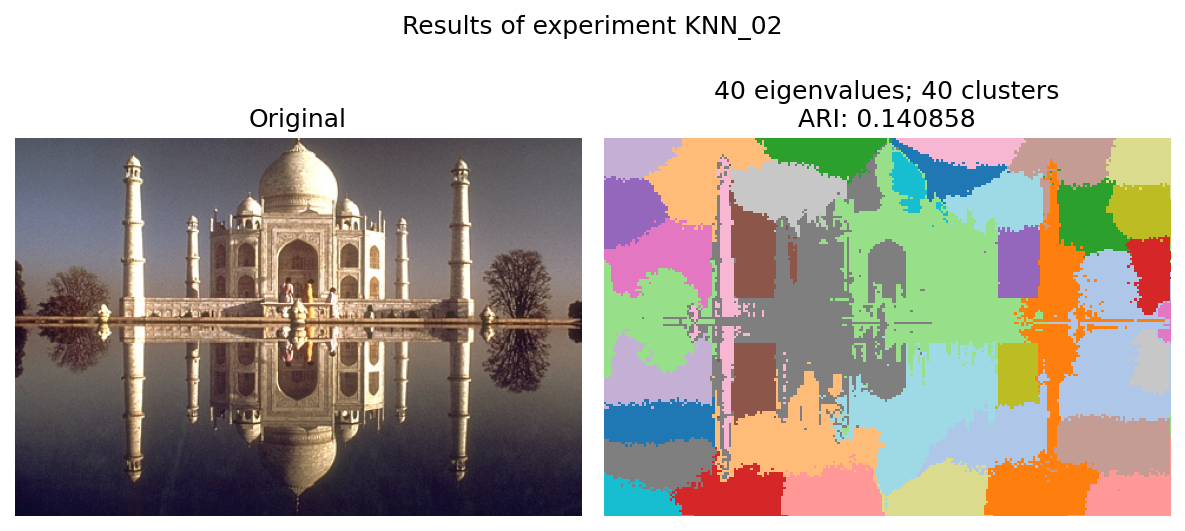 Results of experiment KNN_02
Original
40 eigenvalues; 40 clusters
ARI: 0.140858